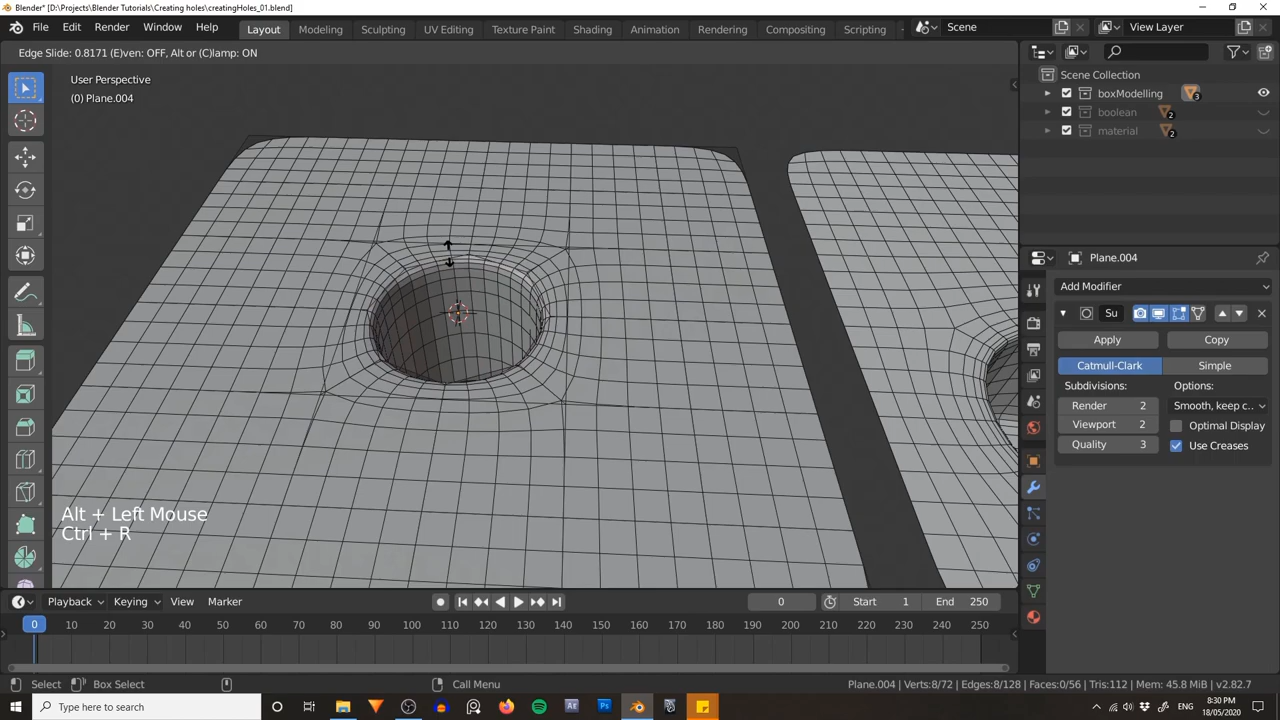 Blender* [D:\Projects\Blender Tutorials\Creating holes\creatingHoles_01.blend]
File Edit Render Window Help Layout Modeling Sculpting UV Editing Texture Paint Shading Animation Rendering Compositing Scripting Scene View Layer
Edge Slide: 0.8171 (E)ven: OFF, Alt or (C)lamp: ON
User Perspective
(0) Plane.004
Scene Collection
boxModelling 3
boolean 2
material 2
Plane.004
Add Modifier
Su
Apply Copy
Catmull-Clark Simple
Subdivisions: Options:
Render 2 Smooth, keep c...
Viewport 2 Optimal Display
Quality 3 Use Creases
Alt + Left Mouse
Ctrl + R
Playback Keying View Marker 0 Start 1 End 250
0 10 20 30 40 50 60 70 80 90 100 110 120 130 140 150 160 170 180 190 200 210 220 230 240 250
Select Box Select Call Menu Plane.004 | Verts:8/72 | Edges:8/128 | Faces:0/56 | Tris:112 | Mem: 45.8 MiB | v2.82.7
Type here to search Ae Ps ENG 8:30 PM
18/05/2020